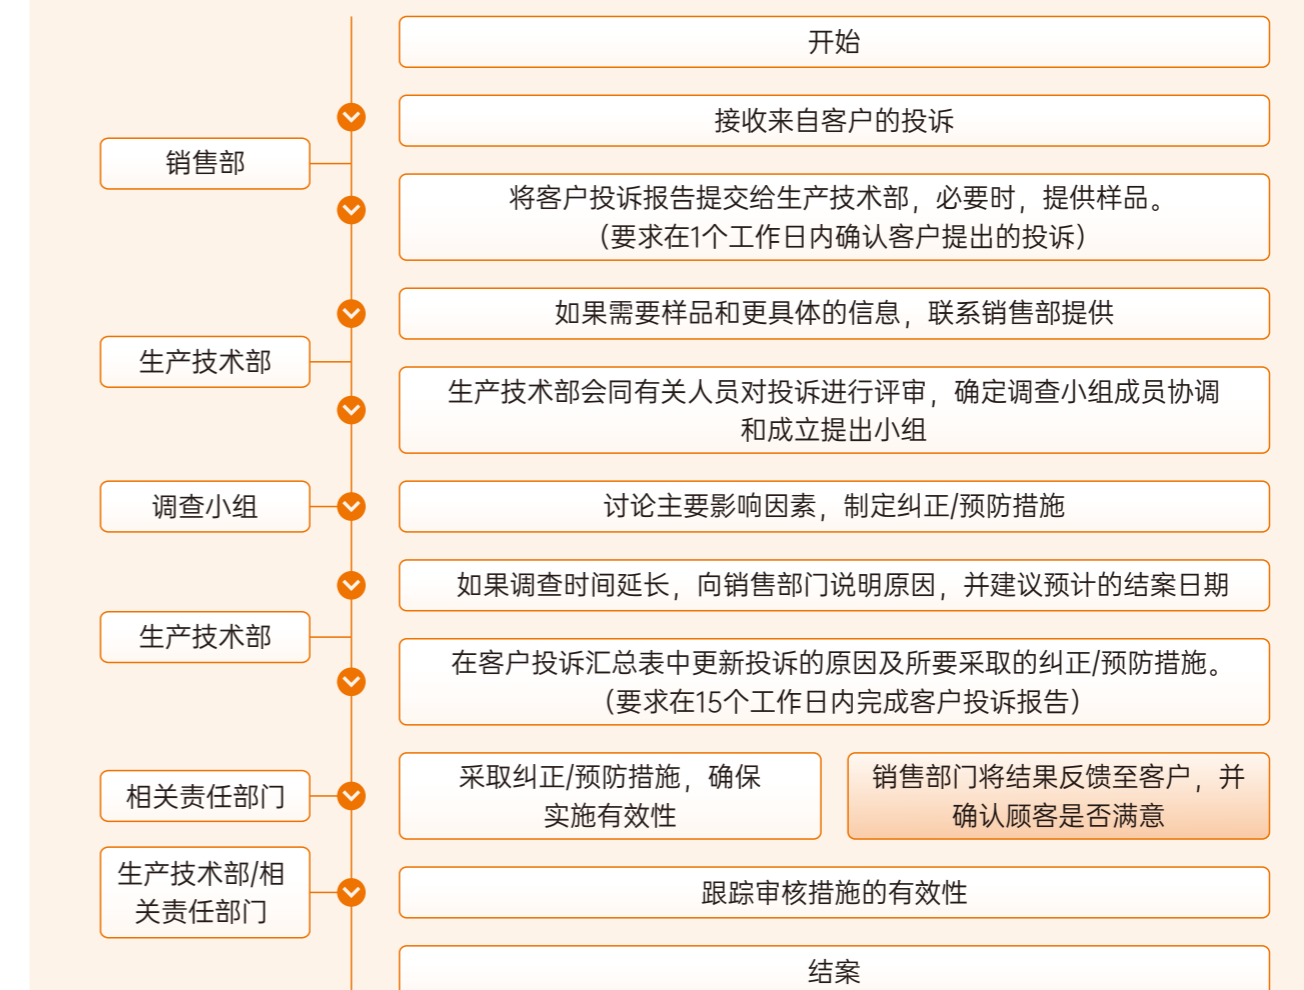 开始
接收来自客户的投诉
销售部
将客户投诉报告提交给生产技术部，必要时，提供样品。
（要求在1个工作日内确认客户提出的投诉）
如果需要样品和更具体的信息，联系销售部提供
生产技术部
生产技术部会同有关人员对投诉进行评审，确定调查小组成员协调
和成立提出小组
调查小组
讨论主要影响因素，制定纠正/预防措施
如果调查时间延长，向销售部门说明原因，并建议预计的结案日期
生产技术部
在客户投诉汇总表中更新投诉的原因及所要采取的纠正/预防措施。
（要求在15个工作日内完成客户投诉报告）
相关责任部门
采取纠正/预防措施，确保
实施有效性
销售部门将结果反馈至客户，并
确认顾客是否满意
生产技术部/相
关责任部门
跟踪审核措施的有效性
结案